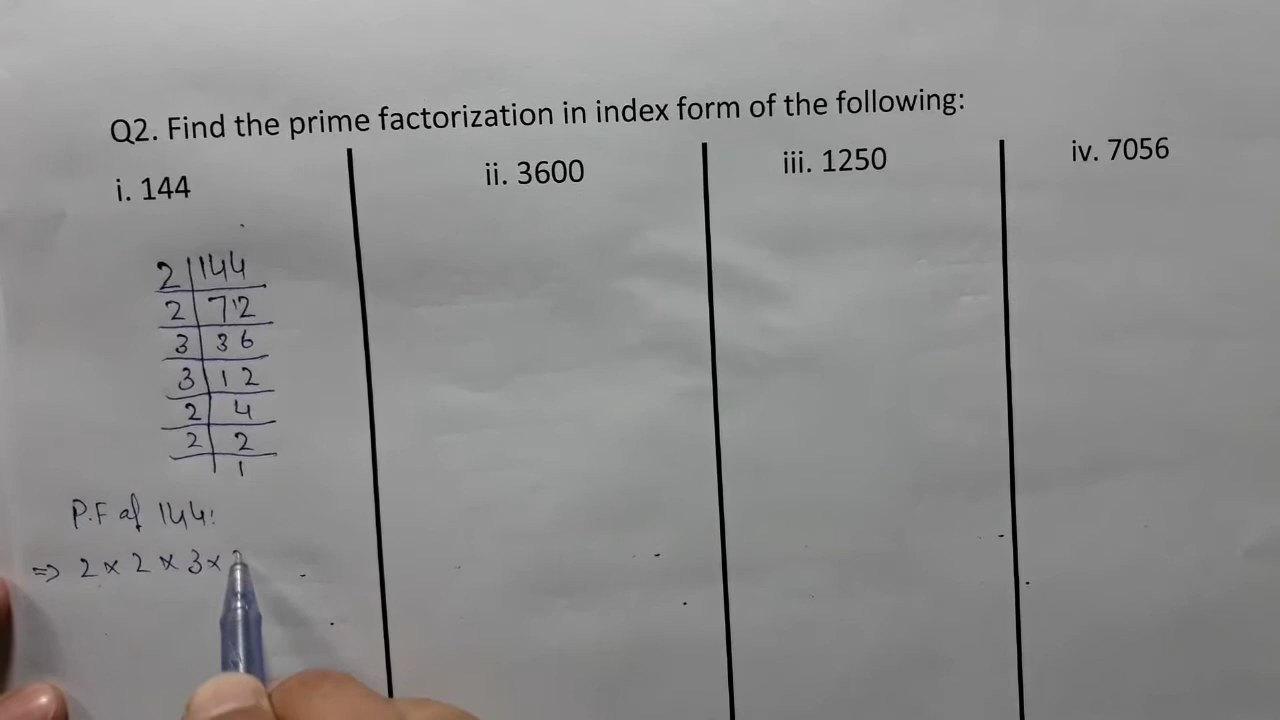 Q2. Find the prime factorization in index form of the following:
i. 144
ii. 3600
iii. 1250
iv. 7056
2 144
2 72
3 36
3 12
2 4
2 2
1
P.F of 144:
⇒ 2 × 2 × 3 ×